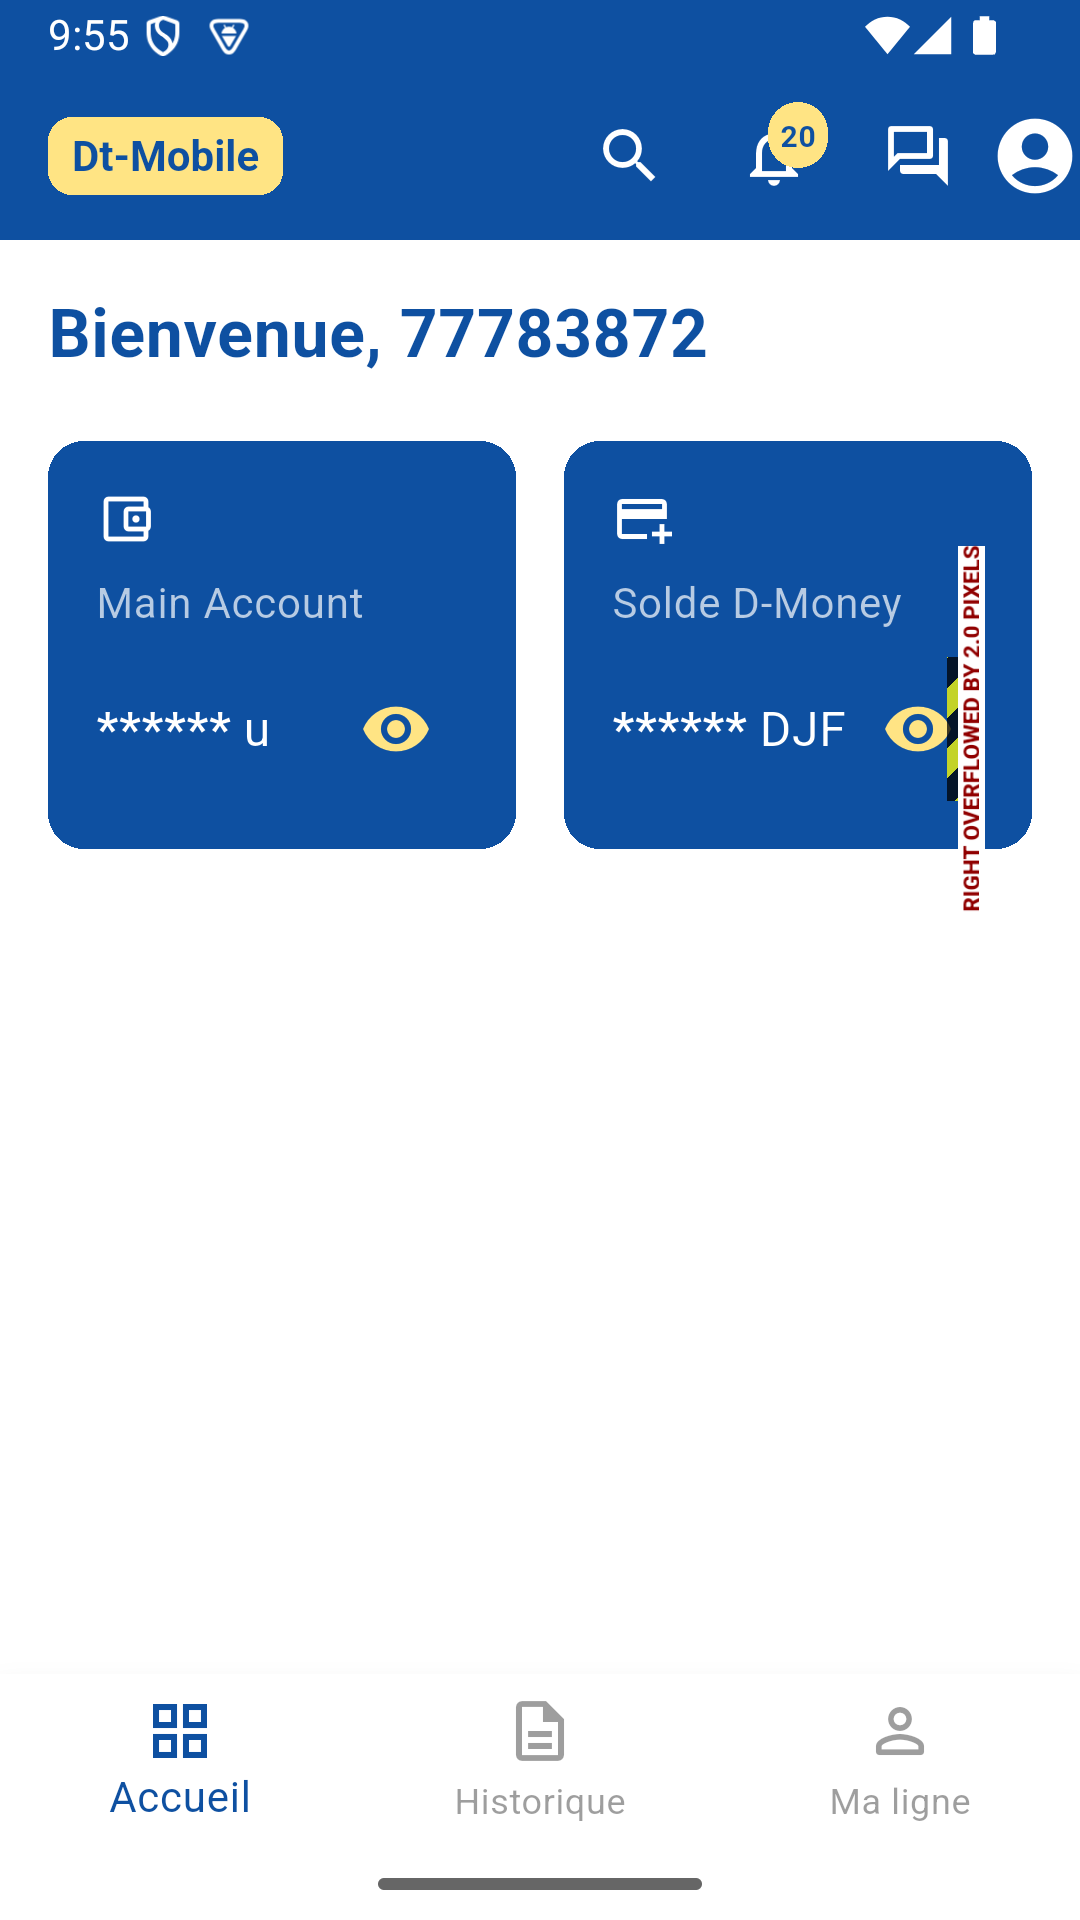 9:55
Dt-Mobile
20
Bienvenue, 77783872
Main Account
Solde D-Money
****** u
****** DJF
RIGHT OVERFLOWED BY 2.0 PIXELS
Accueil
Historique
Ma ligne